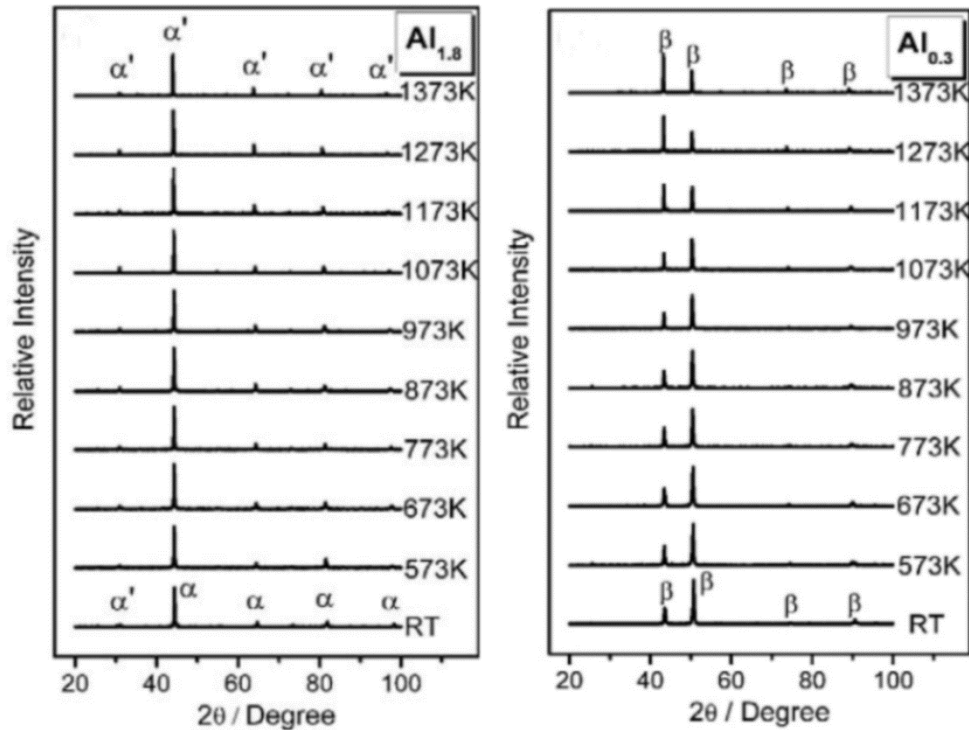 Al1.8
α' α' α' α' α'
1373K
1273K
1173K
1073K
973K
873K
773K
673K
573K
α' α α α α
RT
Relative Intensity
20 40 60 80 100
2θ / Degree
Al0.3
β β β β
1373K
1273K
1173K
1073K
973K
873K
773K
673K
573K
β β β β
RT
Relative Intensity
20 40 60 80 100
2θ / Degree